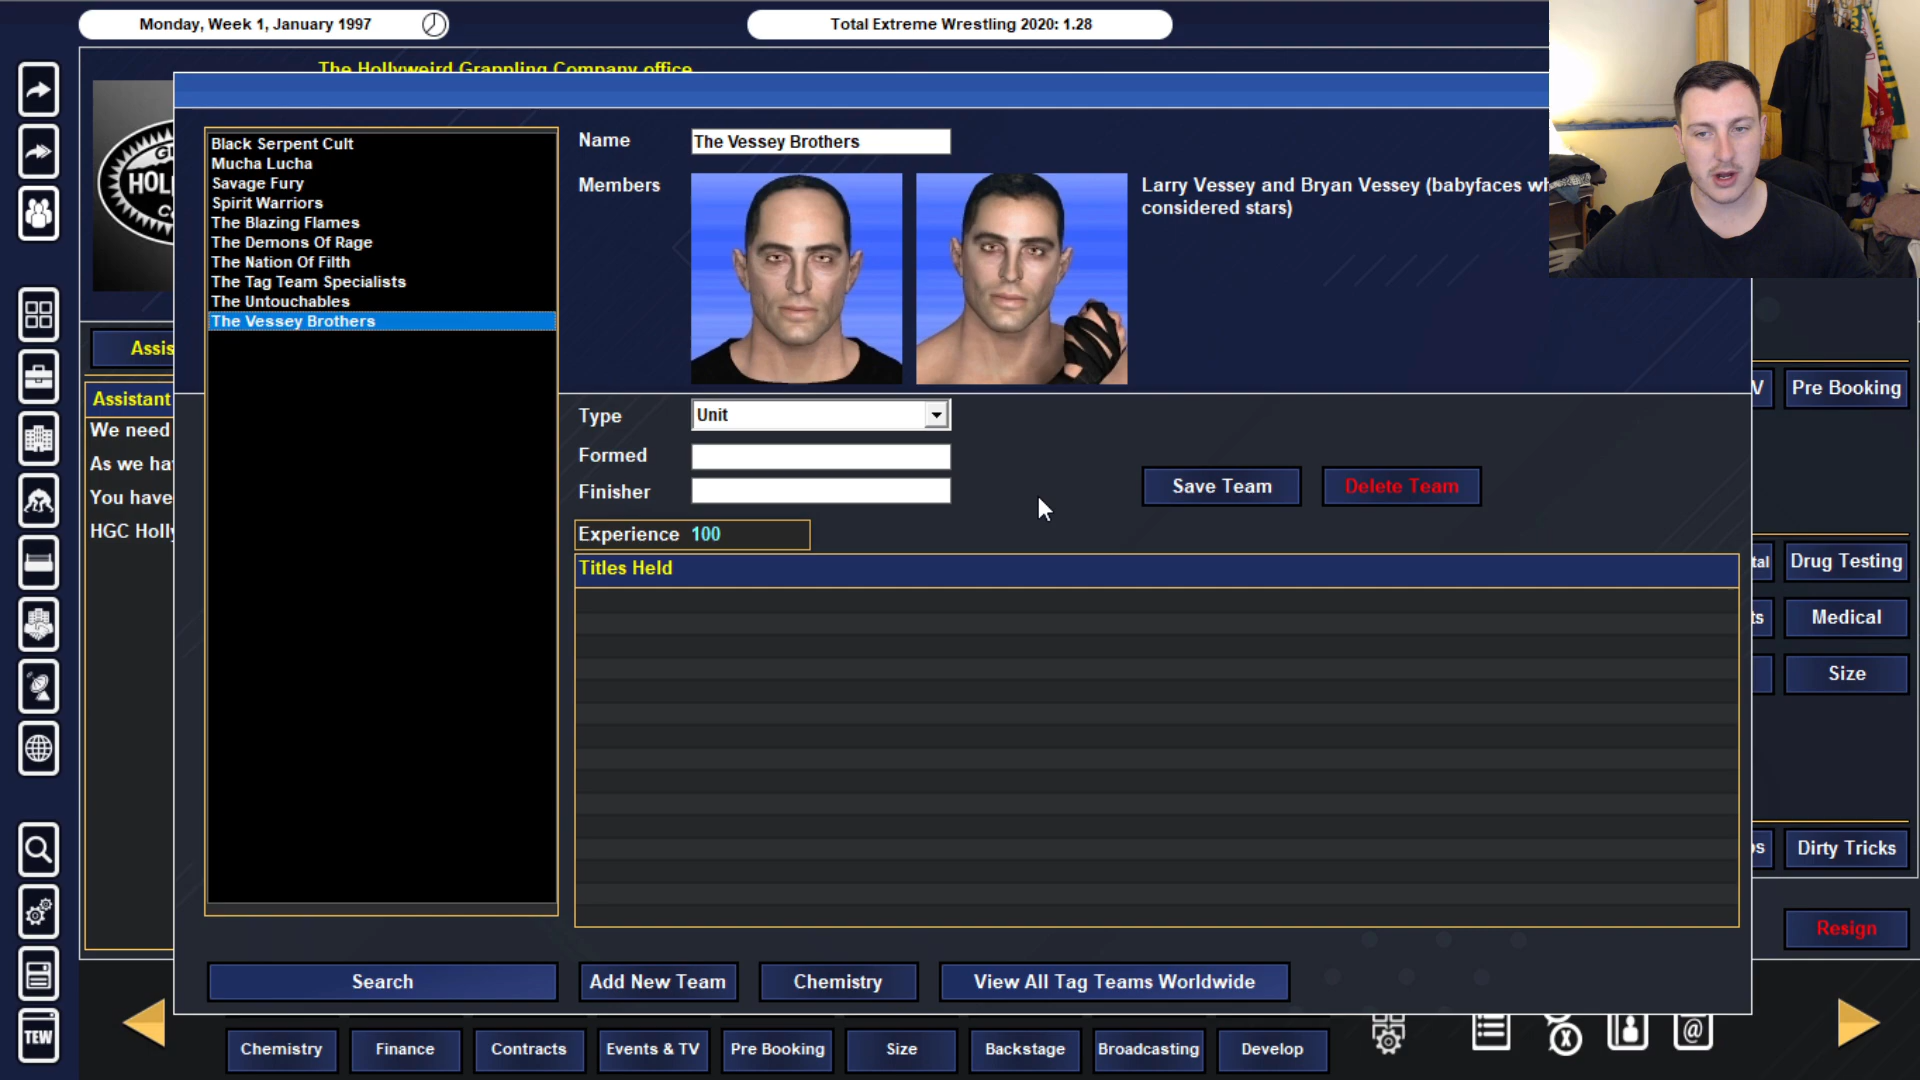 Monday, Week 1, January 1997
Total Extreme Wrestling 2020: 1.28
The Hollyweird Grappling Company office
Black Serpent Cult
Mucha Lucha
Savage Fury
Spirit Warriors
The Blazing Flames
The Demons Of Rage
The Nation Of Filth
The Tag Team Specialists
The Untouchables
The Vessey Brothers
Name
The Vessey Brothers
Members
Larry Vessey and Bryan Vessey (babyfaces
considered stars)
Type
Unit
Formed
Finisher
Save Team
Delete Team
Experience 100
Titles Held
Search
Add New Team
Chemistry
View All Tag Teams Worldwide
Assis
Assistant
We need
As we ha
You have
HGC Holly
V
Pre Booking
tal
Drug Testing
ts
Medical
Size
Dirty Tricks
Resign
Chemistry
Finance
Contracts
Events & TV
Pre Booking
Size
Backstage
Broadcasting
Develop
TEW